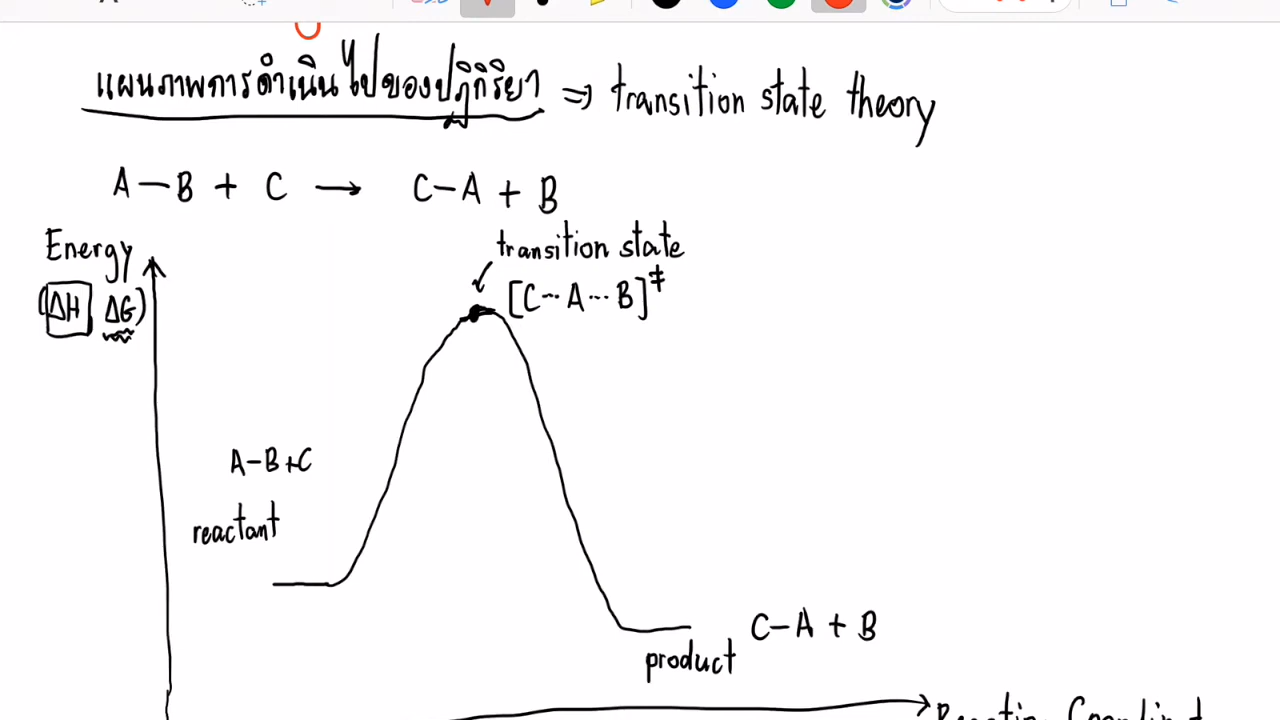 แผนภาพการดำเนินไปของปฏิกิริยา ⇒ transition state theory
A–B + C → C–A + B
Energy
(ΔH, ΔG)
transition state
[C···A···B]‡
A–B+C
reactant
C–A + B
product